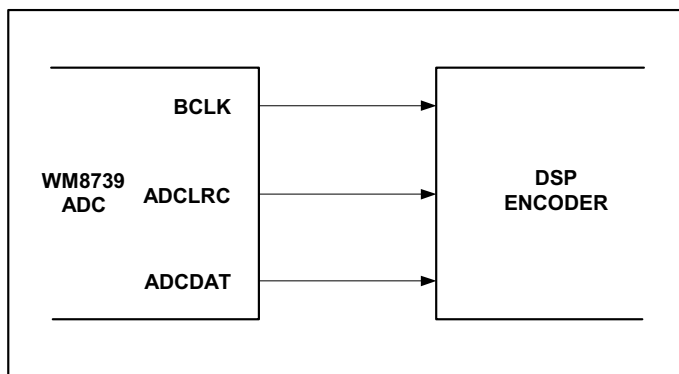 BCLK
WM8739
ADC
ADCLRC
ADCDAT
DSP
ENCODER